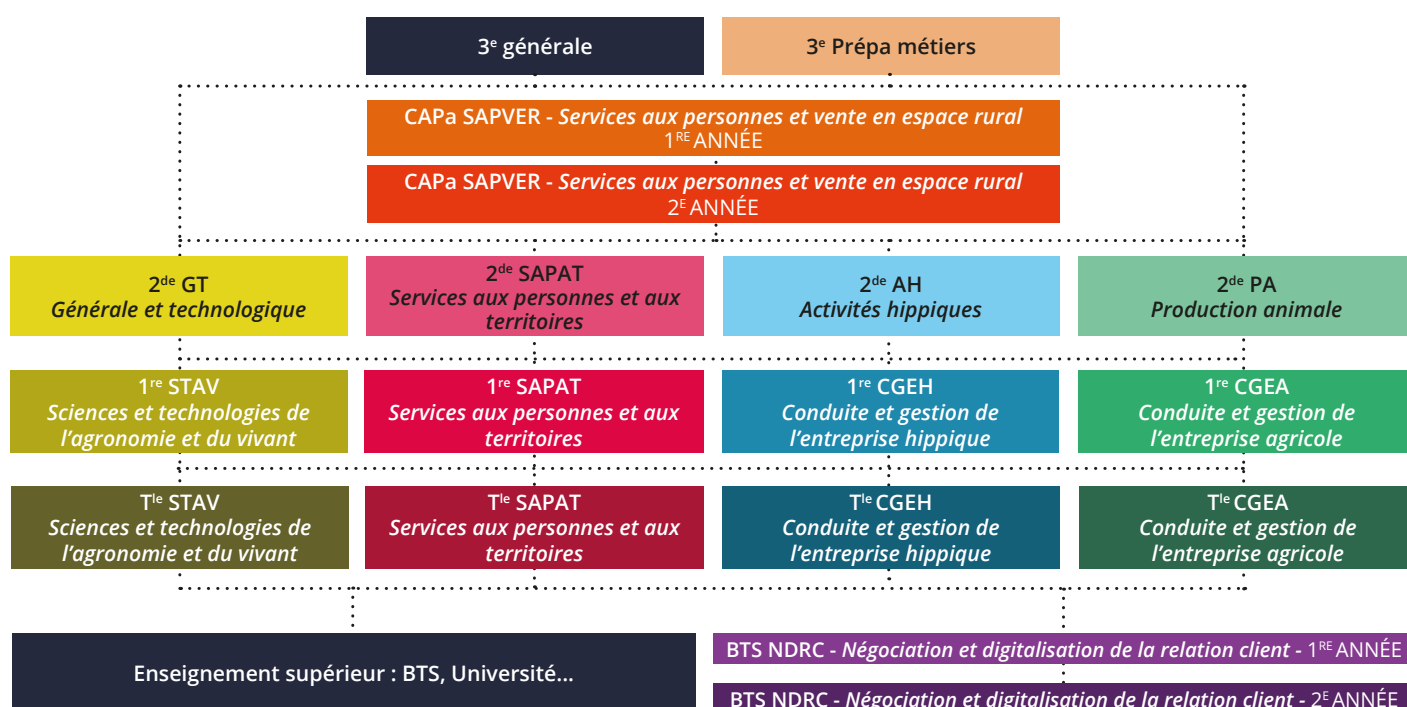 3e générale
3e Prépa métiers
CAPa SAPVER - Services aux personnes et vente en espace rural
1RE ANNÉE
CAPa SAPVER - Services aux personnes et vente en espace rural
2E ANNÉE
2de GT
Générale et technologique
2de SAPAT
Services aux personnes et aux
territoires
2de AH
Activités hippiques
2de PA
Production animale
1re STAV
Sciences et technologies de
l'agronomie et du vivant
1re SAPAT
Services aux personnes et aux
territoires
1re CGEH
Conduite et gestion de
l'entreprise hippique
1re CGEA
Conduite et gestion de
l'entreprise agricole
Tle STAV
Sciences et technologies de
l'agronomie et du vivant
Tle SAPAT
Services aux personnes et aux
territoires
Tle CGEH
Conduite et gestion de
l'entreprise hippique
Tle CGEA
Conduite et gestion de
l'entreprise agricole
Enseignement supérieur : BTS, Université...
BTS NDRC - Négociation et digitalisation de la relation client - 1RE ANNÉE
BTS NDRC - Négociation et digitalisation de la relation client - 2E ANNÉE